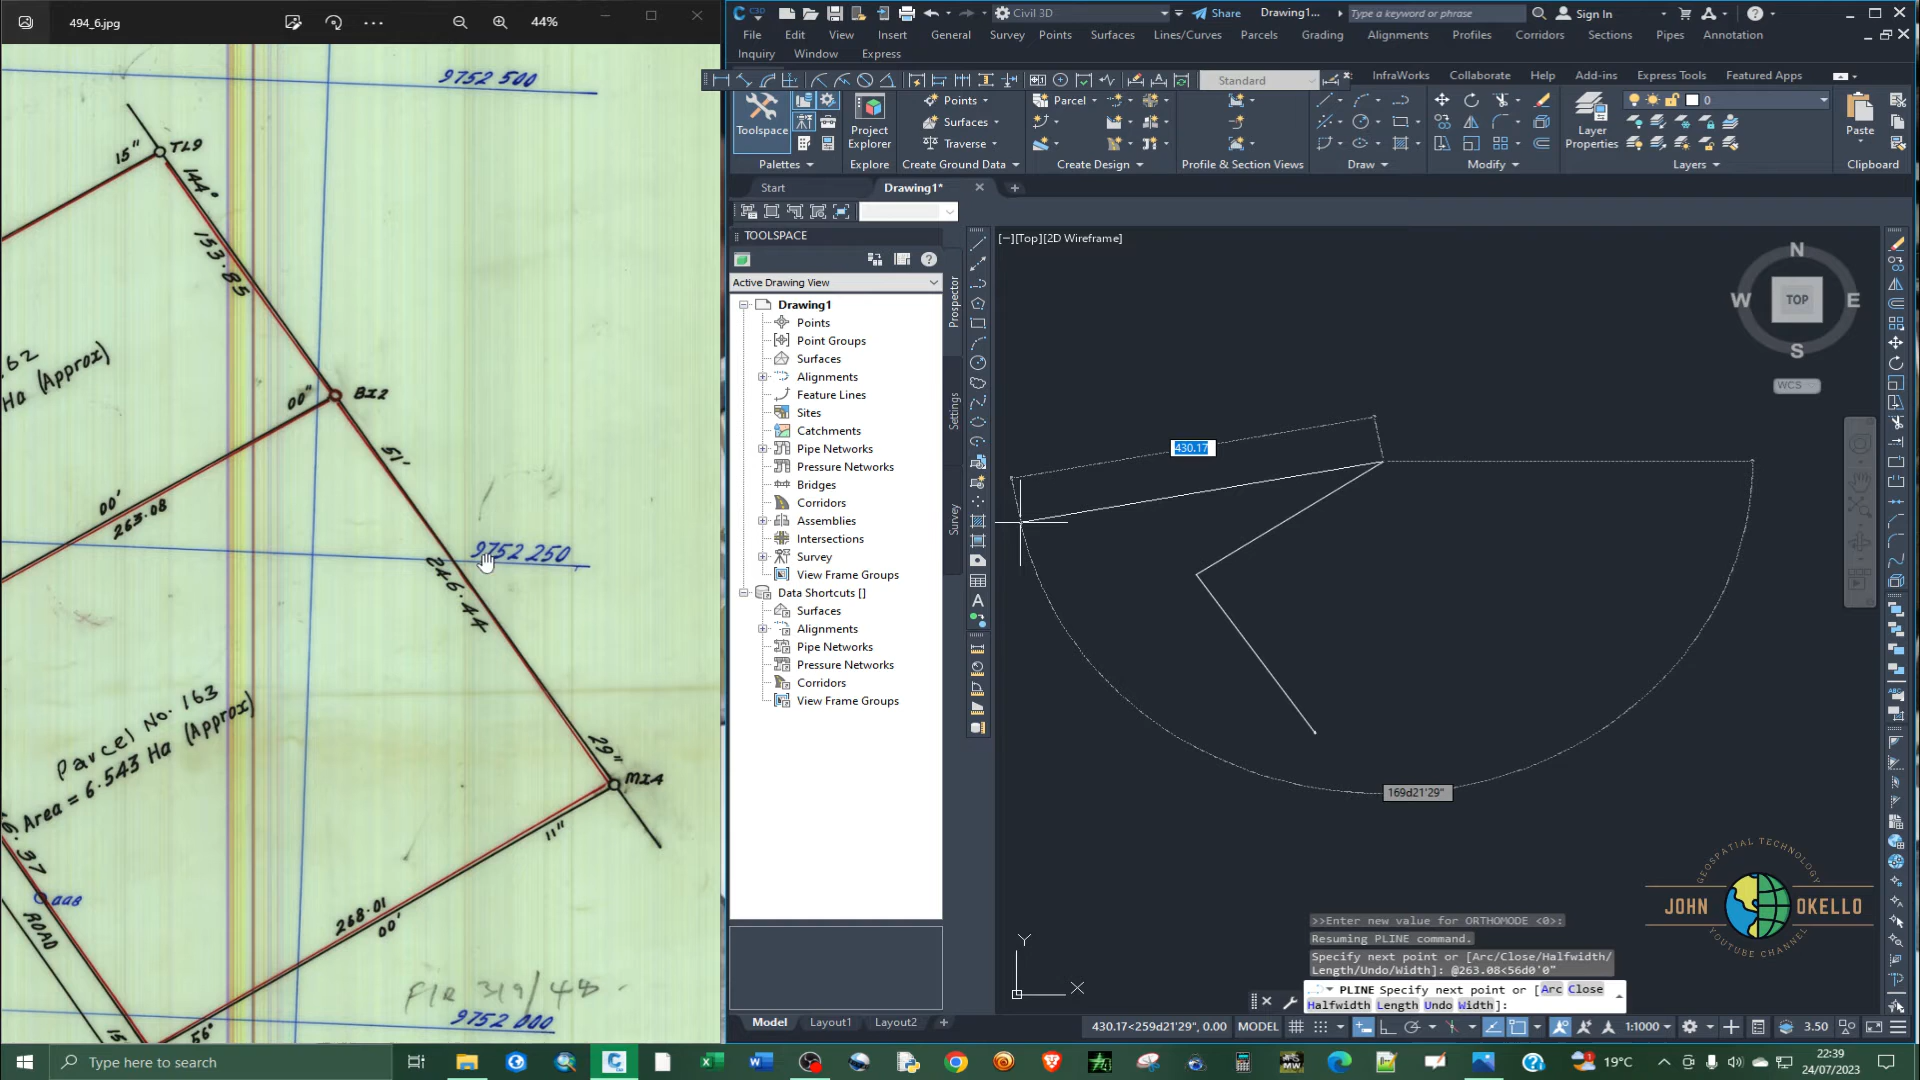 494_6.jpg
44%
9752 500
TL9
15"
144°
153.85
.62
Ha (Approx)
00"
BI2
51'
00'
263.08
9752 250
246.44
Parcel No. 163
Area = 6.543 Ha (Approx)
29"
MI4
11"
268.01
00'
aa8
ROAD
F/R 319/48
56°
9752 000
C3D
Civil 3D
Share
Drawing1...
Type a keyword or phrase
Sign In
File Edit View Insert General Survey Points Surfaces Lines/Curves Parcels Grading Alignments Profiles Corridors Sections Pipes Annotation
Inquiry Window Express
Standard
InfraWorks Collaborate Help Add-ins Express Tools Featured Apps
Toolspace
Project Explorer
Points
Surfaces
Traverse
Parcel
Layer Properties
0
Paste
Palettes Explore Create Ground Data Create Design Profile & Section Views Draw Modify Layers Clipboard
Start Drawing1*
TOOLSPACE
Active Drawing View
Drawing1
Points
Point Groups
Surfaces
Alignments
Feature Lines
Sites
Catchments
Pipe Networks
Pressure Networks
Bridges
Corridors
Assemblies
Intersections
Survey
View Frame Groups
Data Shortcuts []
Surfaces
Alignments
Pipe Networks
Pressure Networks
Corridors
View Frame Groups
Prospector
Settings
Survey
[−][Top][2D Wireframe]
N
W TOP E
S
WCS
430.17
169d21'29"
GEOSPATIAL TECHNOLOGY
JOHN OKELLO
YOUTUBE CHANNEL
Y
X
>>Enter new value for ORTHOMODE <0>:
Resuming PLINE command.
Specify next point or [Arc/Close/Halfwidth/
Length/Undo/Width]: @263.08<56d0'0"
PLINE Specify next point or [Arc Close
Halfwidth Length Undo Width]:
Model Layout1 Layout2
430.17<259d21'29", 0.00 MODEL
1:1000
3.50
Type here to search
19°C
22:39
24/07/2023